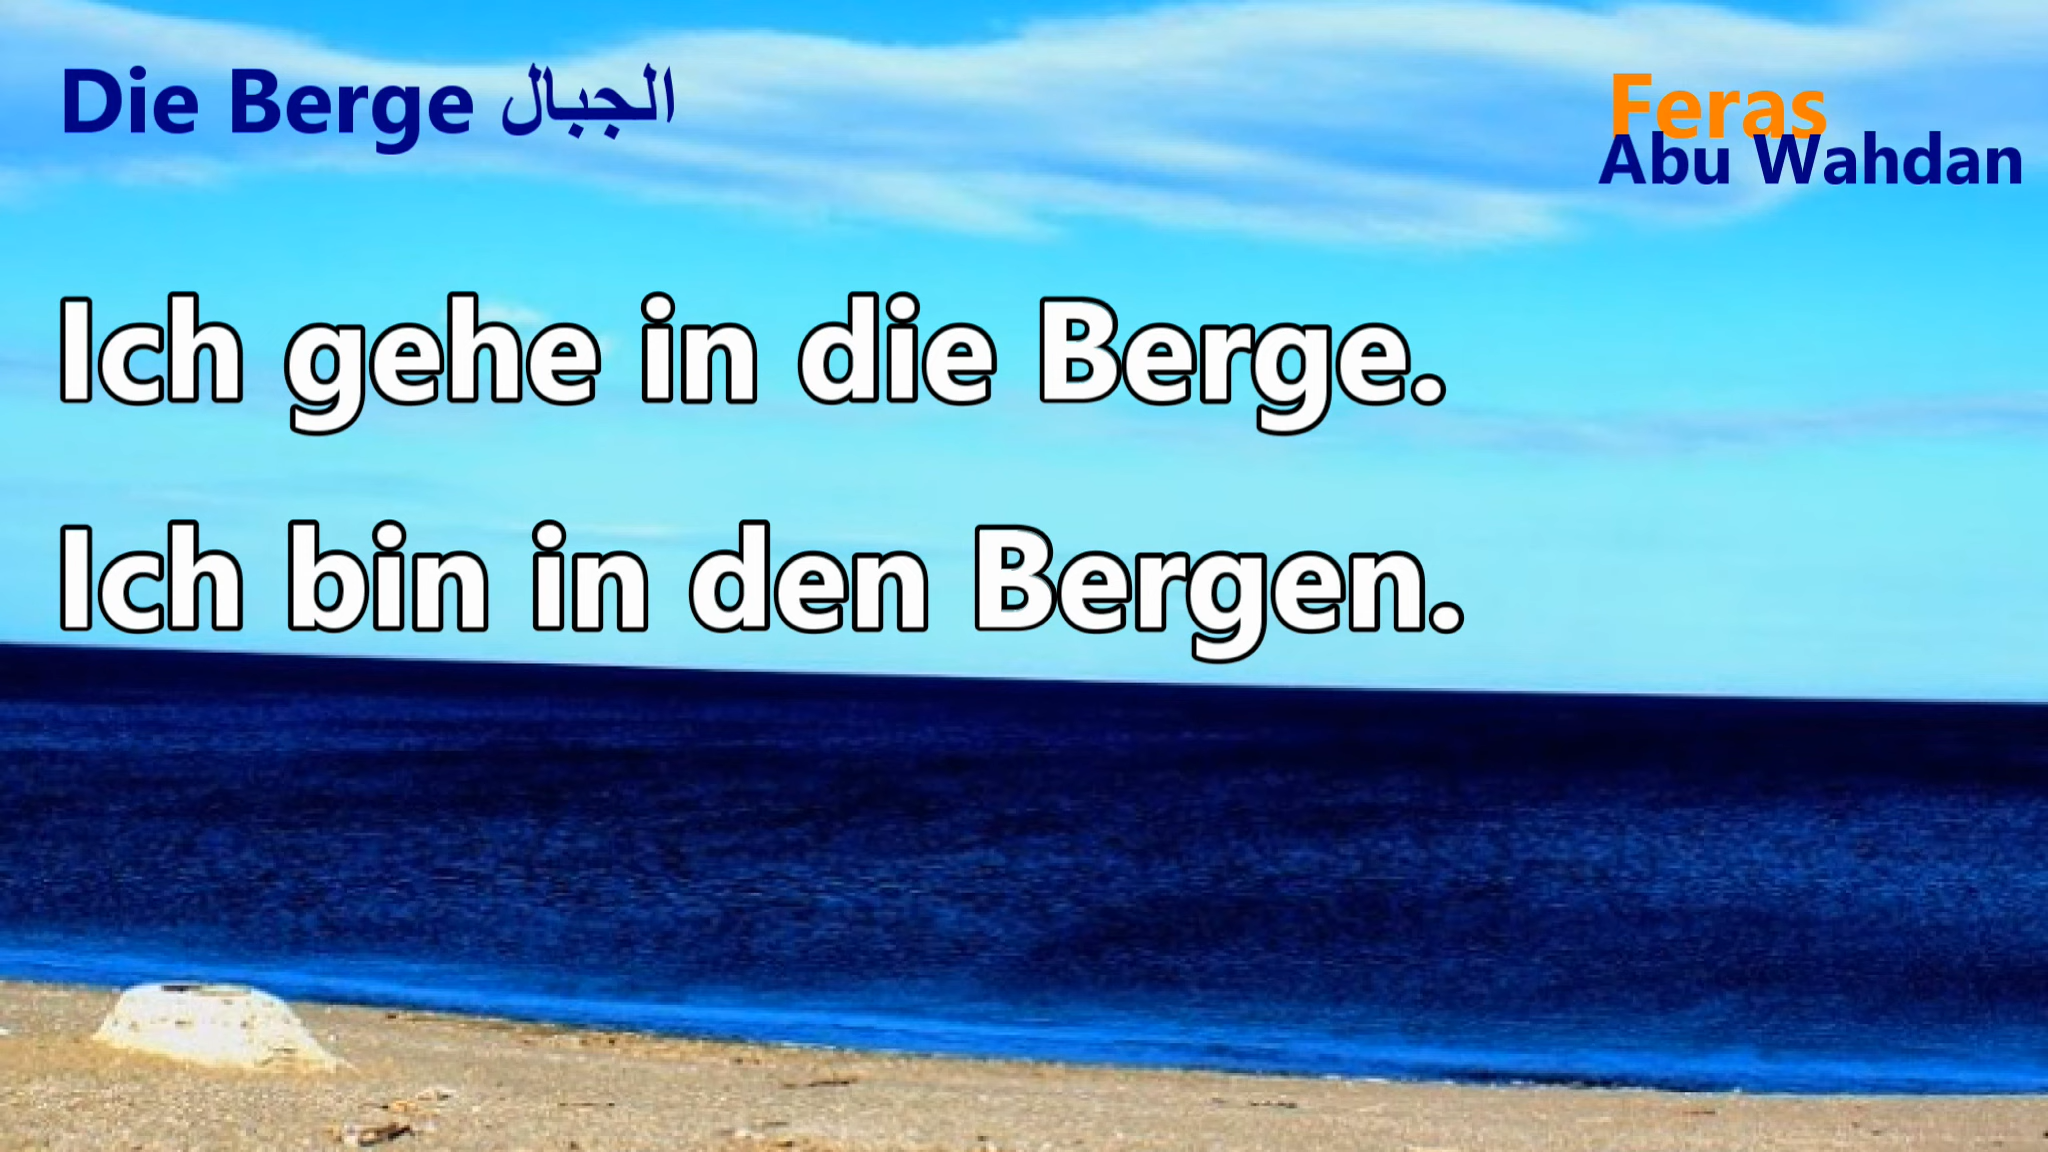 Die Berge الجبال
Feras
Abu Wahdan
Ich gehe in die Berge.
Ich bin in den Bergen.